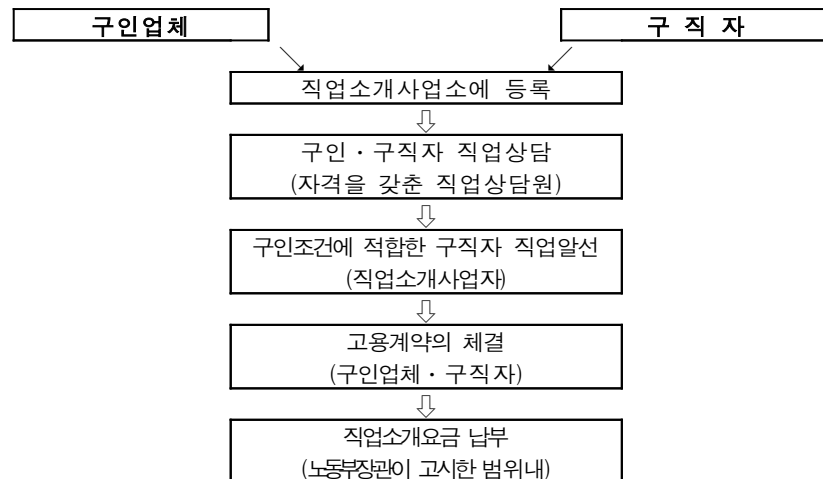 구인업체
구 직 자
직업소개사업소에 등록
구인・구직자 직업상담
(자격을 갖춘 직업상담원)
구인조건에 적합한 구직자 직업알선
(직업소개사업자)
고용계약의 체결
(구인업체・구직자)
직업소개요금 납부
(노동부장관이 고시한 범위내)